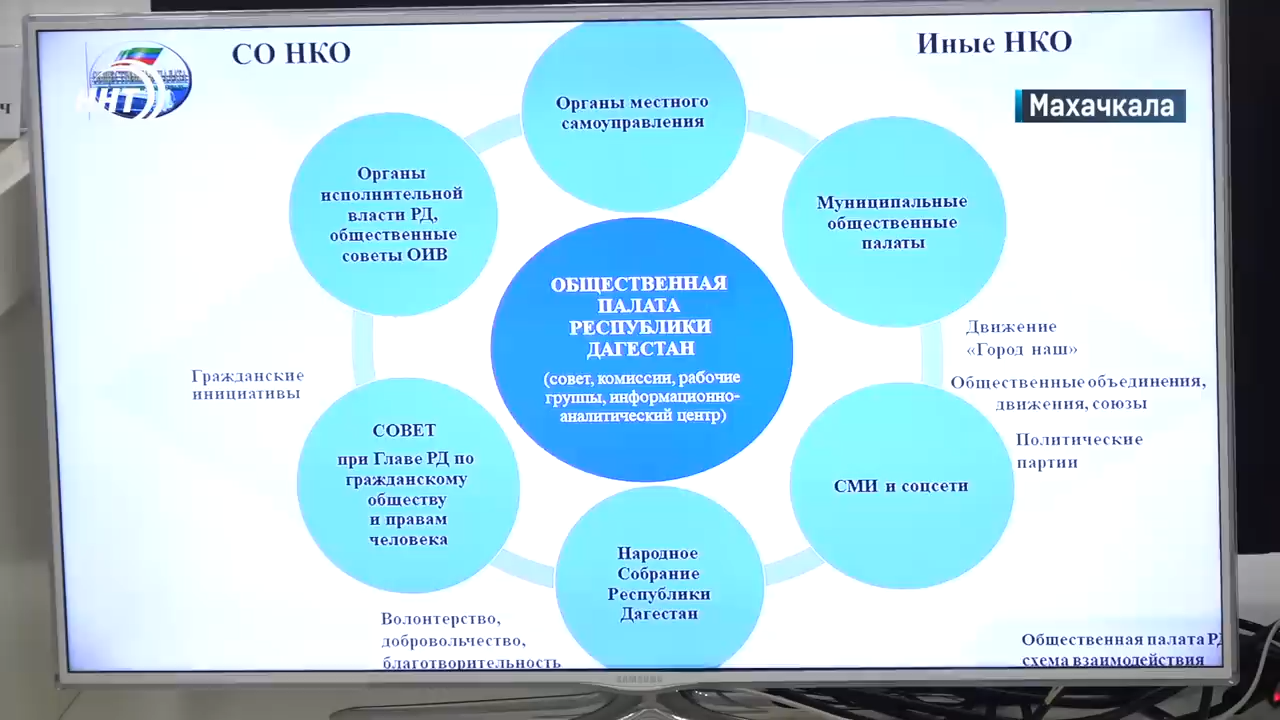 СО НКО
Иные НКО
ННТ
Махачкала
Органы местного
самоуправления
Органы
исполнительной
власти РД,
общественные
советы ОИВ
Муниципальные
общественные
палаты
ОБЩЕСТВЕННАЯ
ПАЛАТА
РЕСПУБЛИКИ
ДАГЕСТАН
(совет, комиссии, рабочие
группы, информационно-
аналитический центр)
Движение
«Город наш»
Гражданские
инициативы
Общественные объединения,
движения, союзы
Политические
партии
СОВЕТ
при Главе РД по
гражданскому
обществу
и правам
человека
СМИ и соцсети
Народное
Собрание
Республики
Дагестан
Волонтерство,
добровольчество,
благотворительность
Общественная палата РД
схема взаимодействия
SAMSUNG